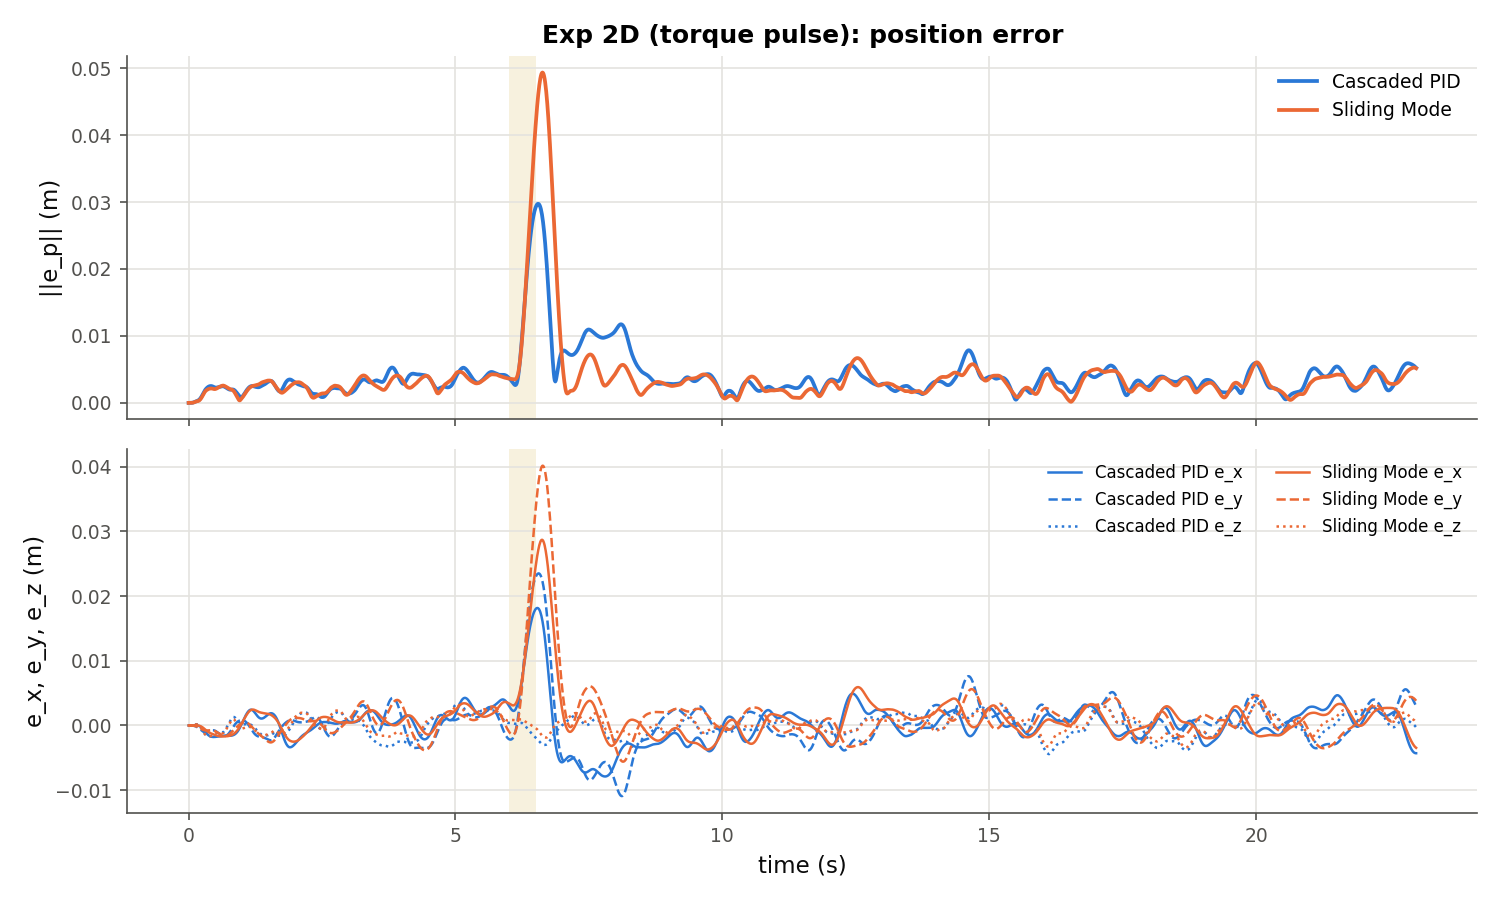 Exp 2D (torque pulse): position error
||e_p|| (m)
0.05
0.04
0.03
0.02
0.01
0.00
Cascaded PID
Sliding Mode
e_x, e_y, e_z (m)
0.04
0.03
0.02
0.01
0.00
−0.01
Cascaded PID e_x
Cascaded PID e_y
Cascaded PID e_z
Sliding Mode e_x
Sliding Mode e_y
Sliding Mode e_z
0 5 10 15 20
time (s)